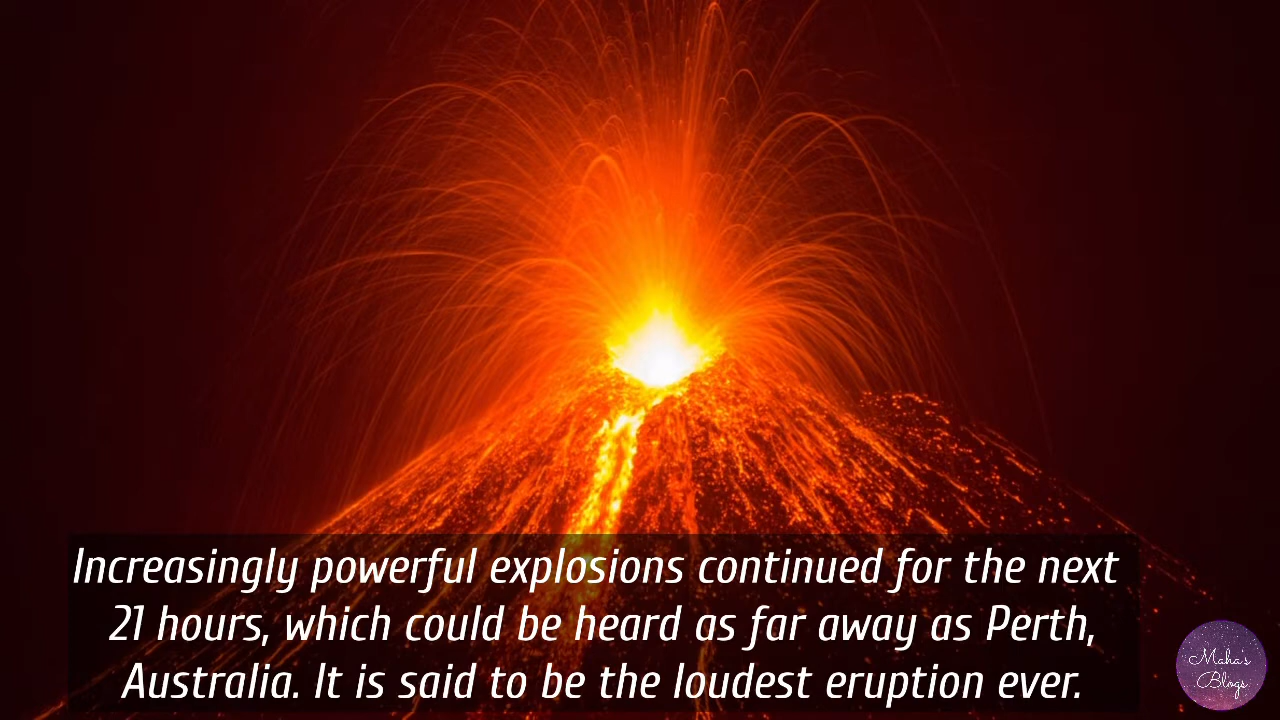 Increasingly powerful explosions continued for the next
21 hours, which could be heard as far away as Perth,
Australia. It is said to be the loudest eruption ever.
Maha's
Blogs